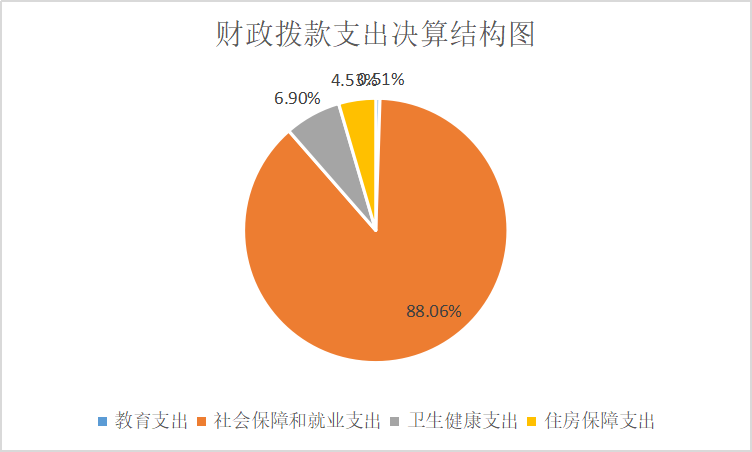 财政拨款支出决算结构图
4.53%
0.51%
6.90%
88.06%
教育支出 社会保障和就业支出 卫生健康支出 住房保障支出